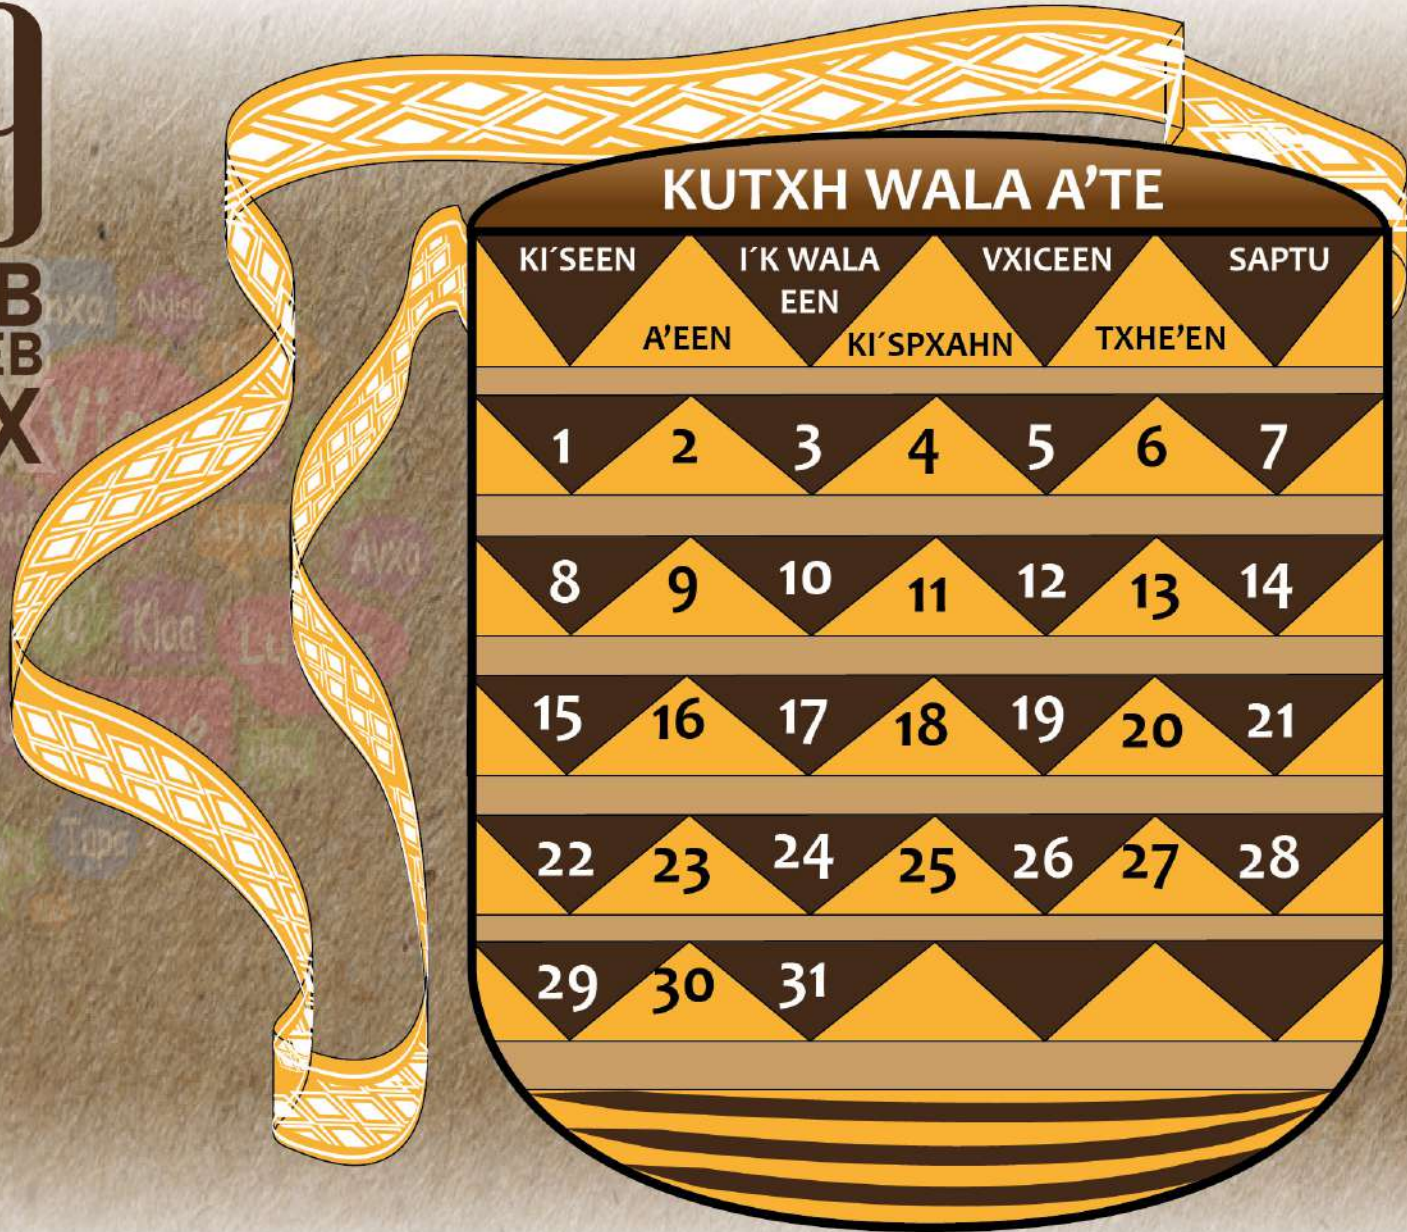 9
B
EB
X
KUTXH WALA A’TE
KI´SEEN I´K WALA EEN VXICEEN SAPTU
A’EEN KI´SPXAHN TXHE’EN
1 2 3 4 5 6 7
8 9 10 11 12 13 14
15 16 17 18 19 20 21
22 23 24 25 26 27 28
29 30 31